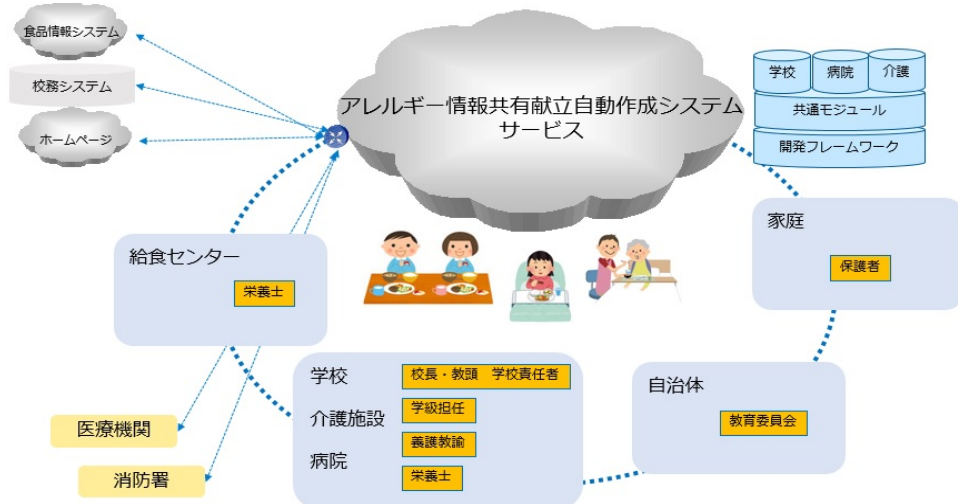 食品情報システム
校務システム
ホームページ
アレルギー情報共有献立自動作成システム
サービス
学校
病院
介護
共通モジュール
開発フレームワーク
給食センター
栄養士
家庭
保護者
学校
校長・教頭　学校責任者
介護施設
学級担任
病院
養護教諭
栄養士
自治体
教育委員会
医療機関
消防署